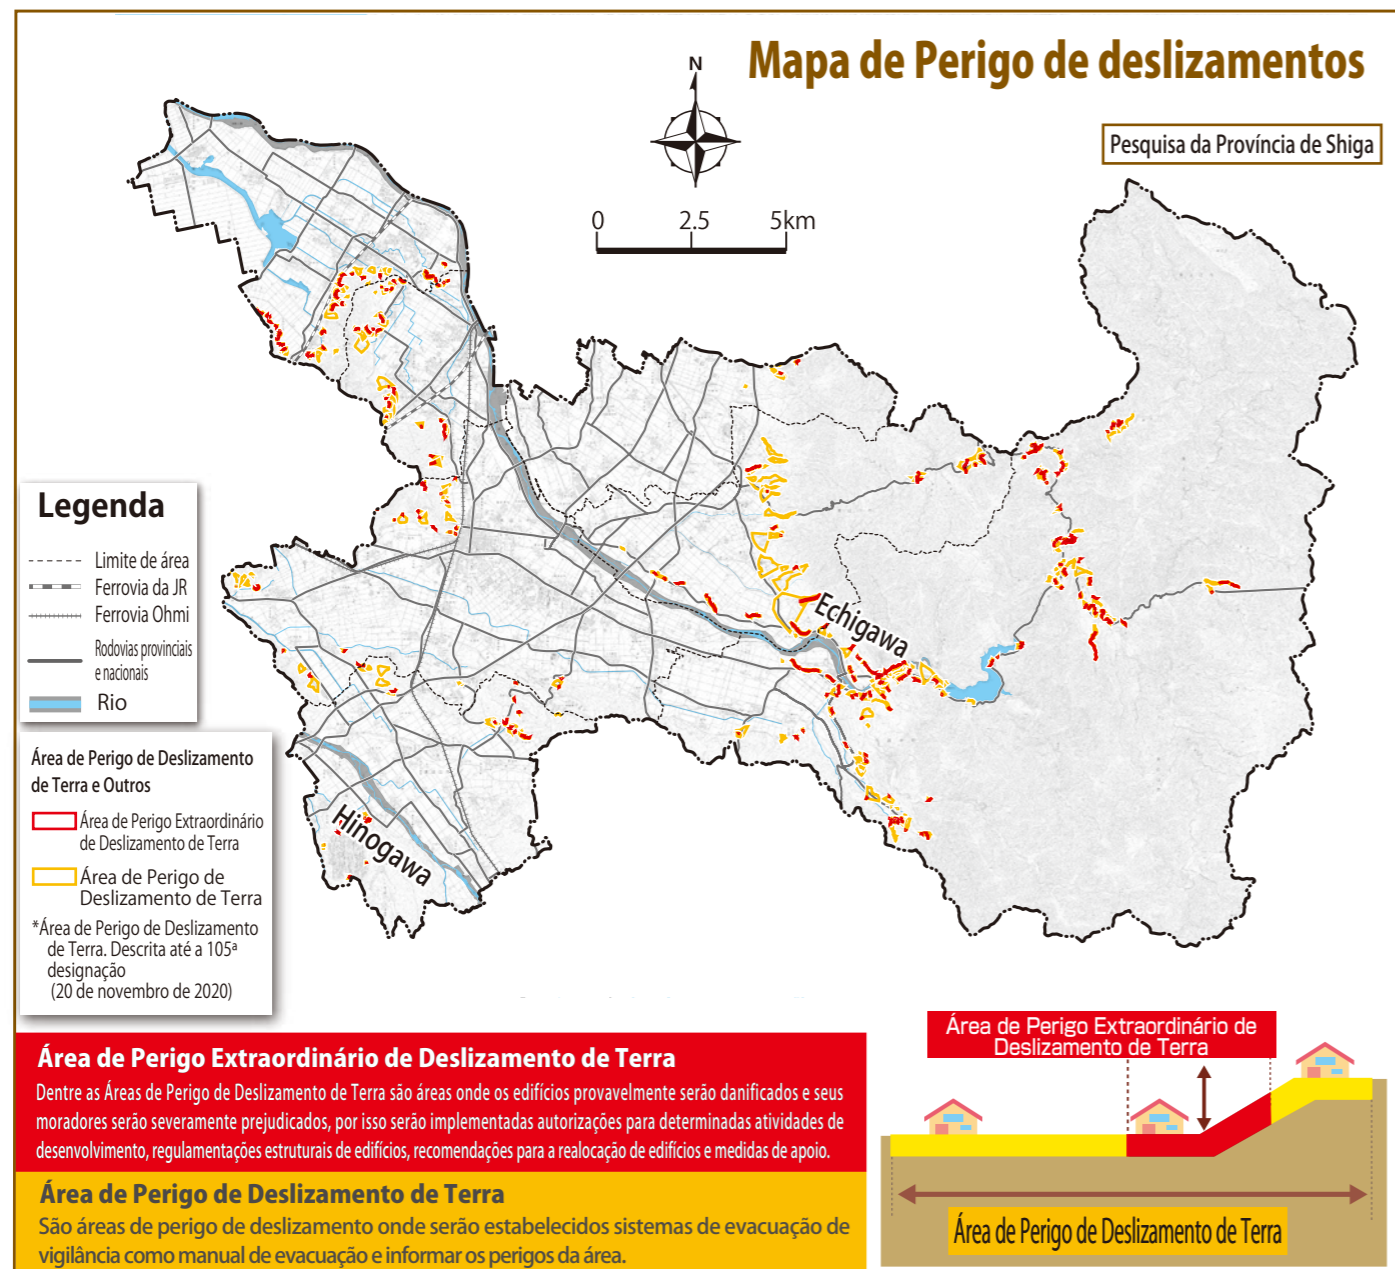 Mapa de Perigo de deslizamentos
Pesquisa da Província de Shiga
N
0 2.5 5km
Echigawa
Hinogawa
Legenda
Limite de área
Ferrovia da JR
Ferrovia Ohmi
Rodovias provinciais
e nacionais
Rio
Área de Perigo de Deslizamento
de Terra e Outros
Área de Perigo Extraordinário
de Deslizamento de Terra
Área de Perigo de
Deslizamento de Terra
*Área de Perigo de Deslizamento
de Terra. Descrita até a 105ª
designação
(20 de novembro de 2020)
Área de Perigo Extraordinário de Deslizamento de Terra
Dentre as Áreas de Perigo de Deslizamento de Terra são áreas onde os edifícios provavelmente serão danificados e seus
moradores serão severamente prejudicados, por isso serão implementadas autorizações para determinadas atividades de
desenvolvimento, regulamentações estruturais de edifícios, recomendações para a realocação de edifícios e medidas de apoio.
Área de Perigo de Deslizamento de Terra
São áreas de perigo de deslizamento onde serão estabelecidos sistemas de evacuação de
vigilância como manual de evacuação e informar os perigos da área.
Área de Perigo Extraordinário de
Deslizamento de Terra
Área de Perigo de Deslizamento de Terra